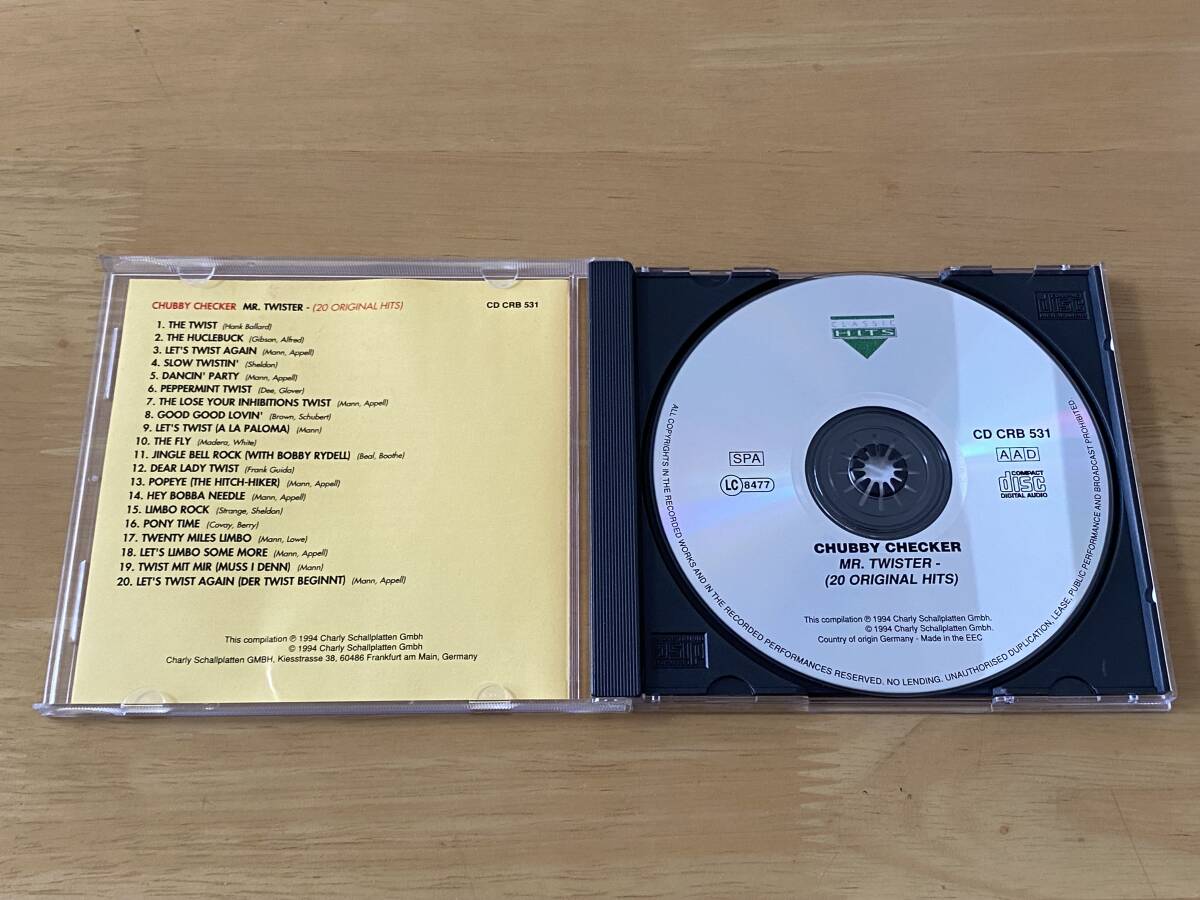 CHUBBY CHECKER MR. TWISTER - (20 ORIGINAL HITS) CD CRB 531
1. THE TWIST (Hank Ballard)
2. THE HUCLEBUCK (Gibson, Alfred)
3. LET'S TWIST AGAIN (Mann, Appell)
4. SLOW TWISTIN' (Sheldon)
5. DANCIN' PARTY (Mann, Appell)
6. PEPPERMINT TWIST (Dee, Glover)
7. THE LOSE YOUR INHIBITIONS TWIST (Mann, Appell)
8. GOOD GOOD LOVIN' (Brown, Schubert)
9. LET'S TWIST (A LA PALOMA) (Mann)
10. THE FLY (Madera, White)
11. JINGLE BELL ROCK (WITH BOBBY RYDELL) (Beal, Boothe)
12. DEAR LADY TWIST (Frank Guida)
13. POPEYE (THE HITCH-HIKER) (Mann, Appell)
14. HEY BOBBA NEEDLE (Mann, Appell)
15. LIMBO ROCK (Strange, Sheldon)
16. PONY TIME (Covay, Berry)
17. TWENTY MILES LIMBO (Mann, Lowe)
18. LET'S LIMBO SOME MORE (Mann, Appell)
19. TWIST MIT MIR (MUSS I DENN) (Mann)
20. LET'S TWIST AGAIN (DER TWIST BEGINNT) (Mann, Appell)
This compilation ℗ 1994 Charly Schallplatten Gmbh
© 1994 Charly Schallplatten Gmbh
Charly Schallplatten GMBH, Kiesstrasse 38, 60486 Frankfurt am Main, Germany
CLASSIC
HITS
CD CRB 531
SPA
AAD
LC 8477
COMPACT
disc
DIGITAL AUDIO
CHUBBY CHECKER
MR. TWISTER -
(20 ORIGINAL HITS)
This compilation ℗ 1994 Charly Schallplatten Gmbh.
© 1994 Charly Schallplatten Gmbh.
Country of origin Germany - Made in the EEC
ALL COPYRIGHTS IN THE RECORDED WORKS AND IN THE RECORDED PERFORMANCES RESERVED. NO LENDING. UNAUTHORISED DUPLICATION, LEASE, PUBLIC PERFORMANCE AND BROADCAST PROHIBITED
disc
disc